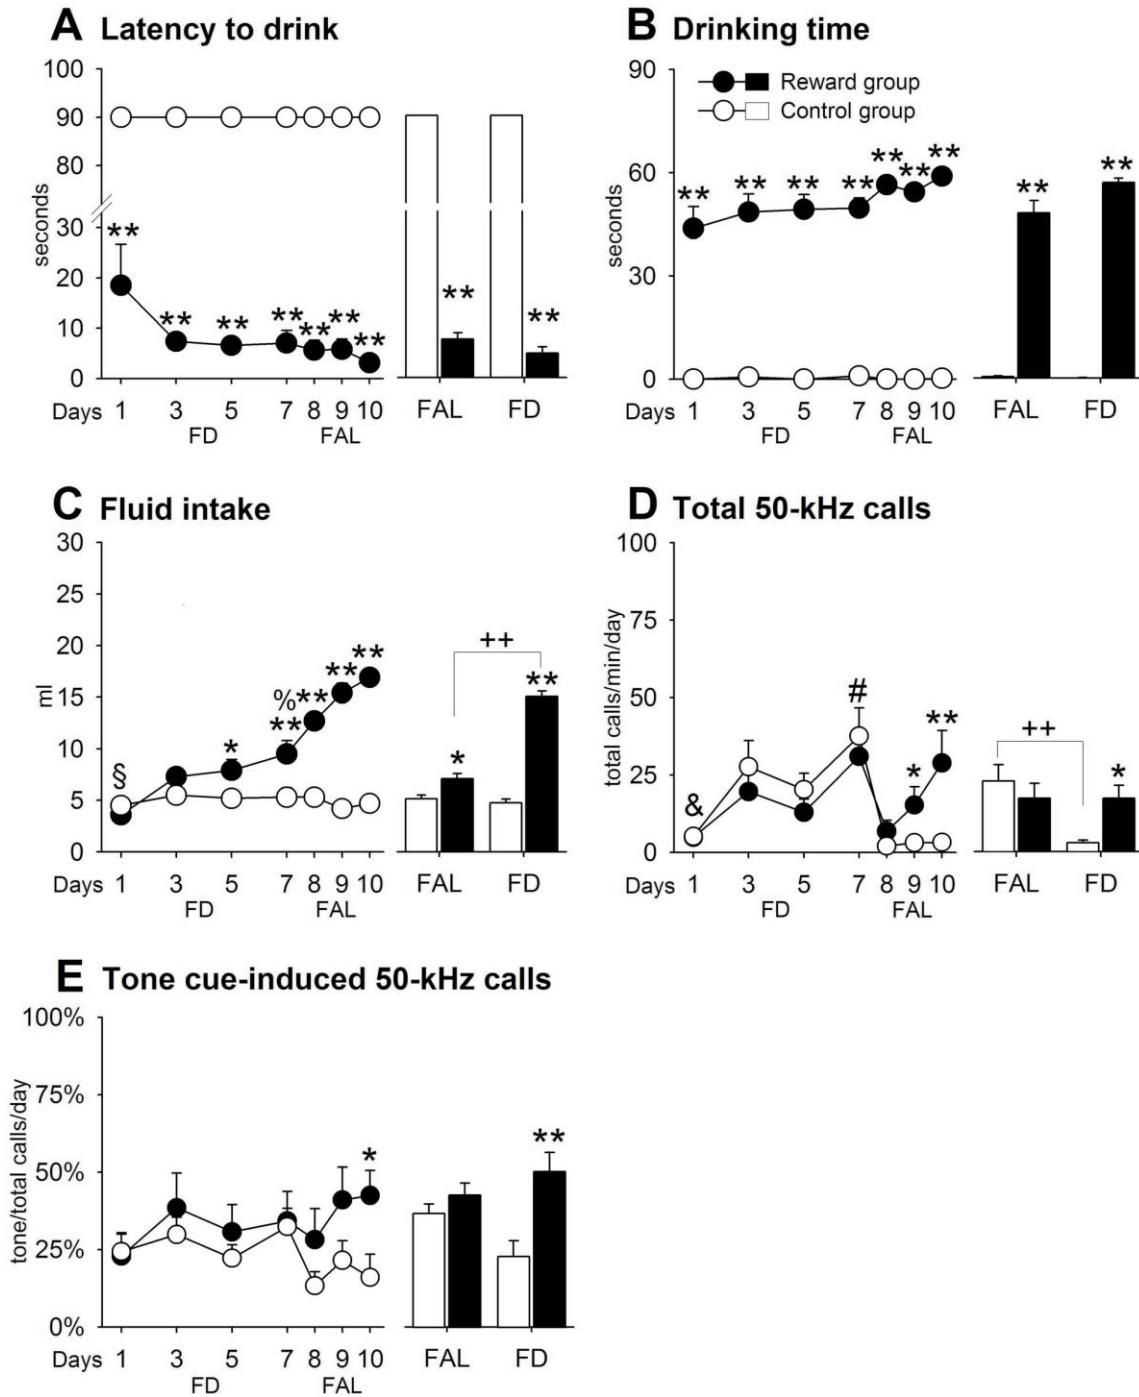 A Latency to drink
100
90
80
30
20
10
0
seconds
**
** ** ** ** ** **
** **
Days 1 3 5 7 8 9 10
FD FAL
FAL FD
B Drinking time
90
60
30
0
seconds
Reward group
Control group
** ** ** ** ** ** **
** **
Days 1 3 5 7 8 9 10
FD FAL
FAL FD
C Fluid intake
30
25
20
15
10
5
0
ml
§
*
%
** ** ** **
++
* **
Days 1 3 5 7 8 9 10
FD FAL
FAL FD
D Total 50-kHz calls
100
75
50
25
0
total calls/min/day
&
#
* **
++
*
Days 1 3 5 7 8 9 10
FD FAL
FAL FD
E Tone cue-induced 50-kHz calls
100%
75%
50%
25%
0%
tone/total calls/day
*
**
Days 1 3 5 7 8 9 10
FD FAL
FAL FD